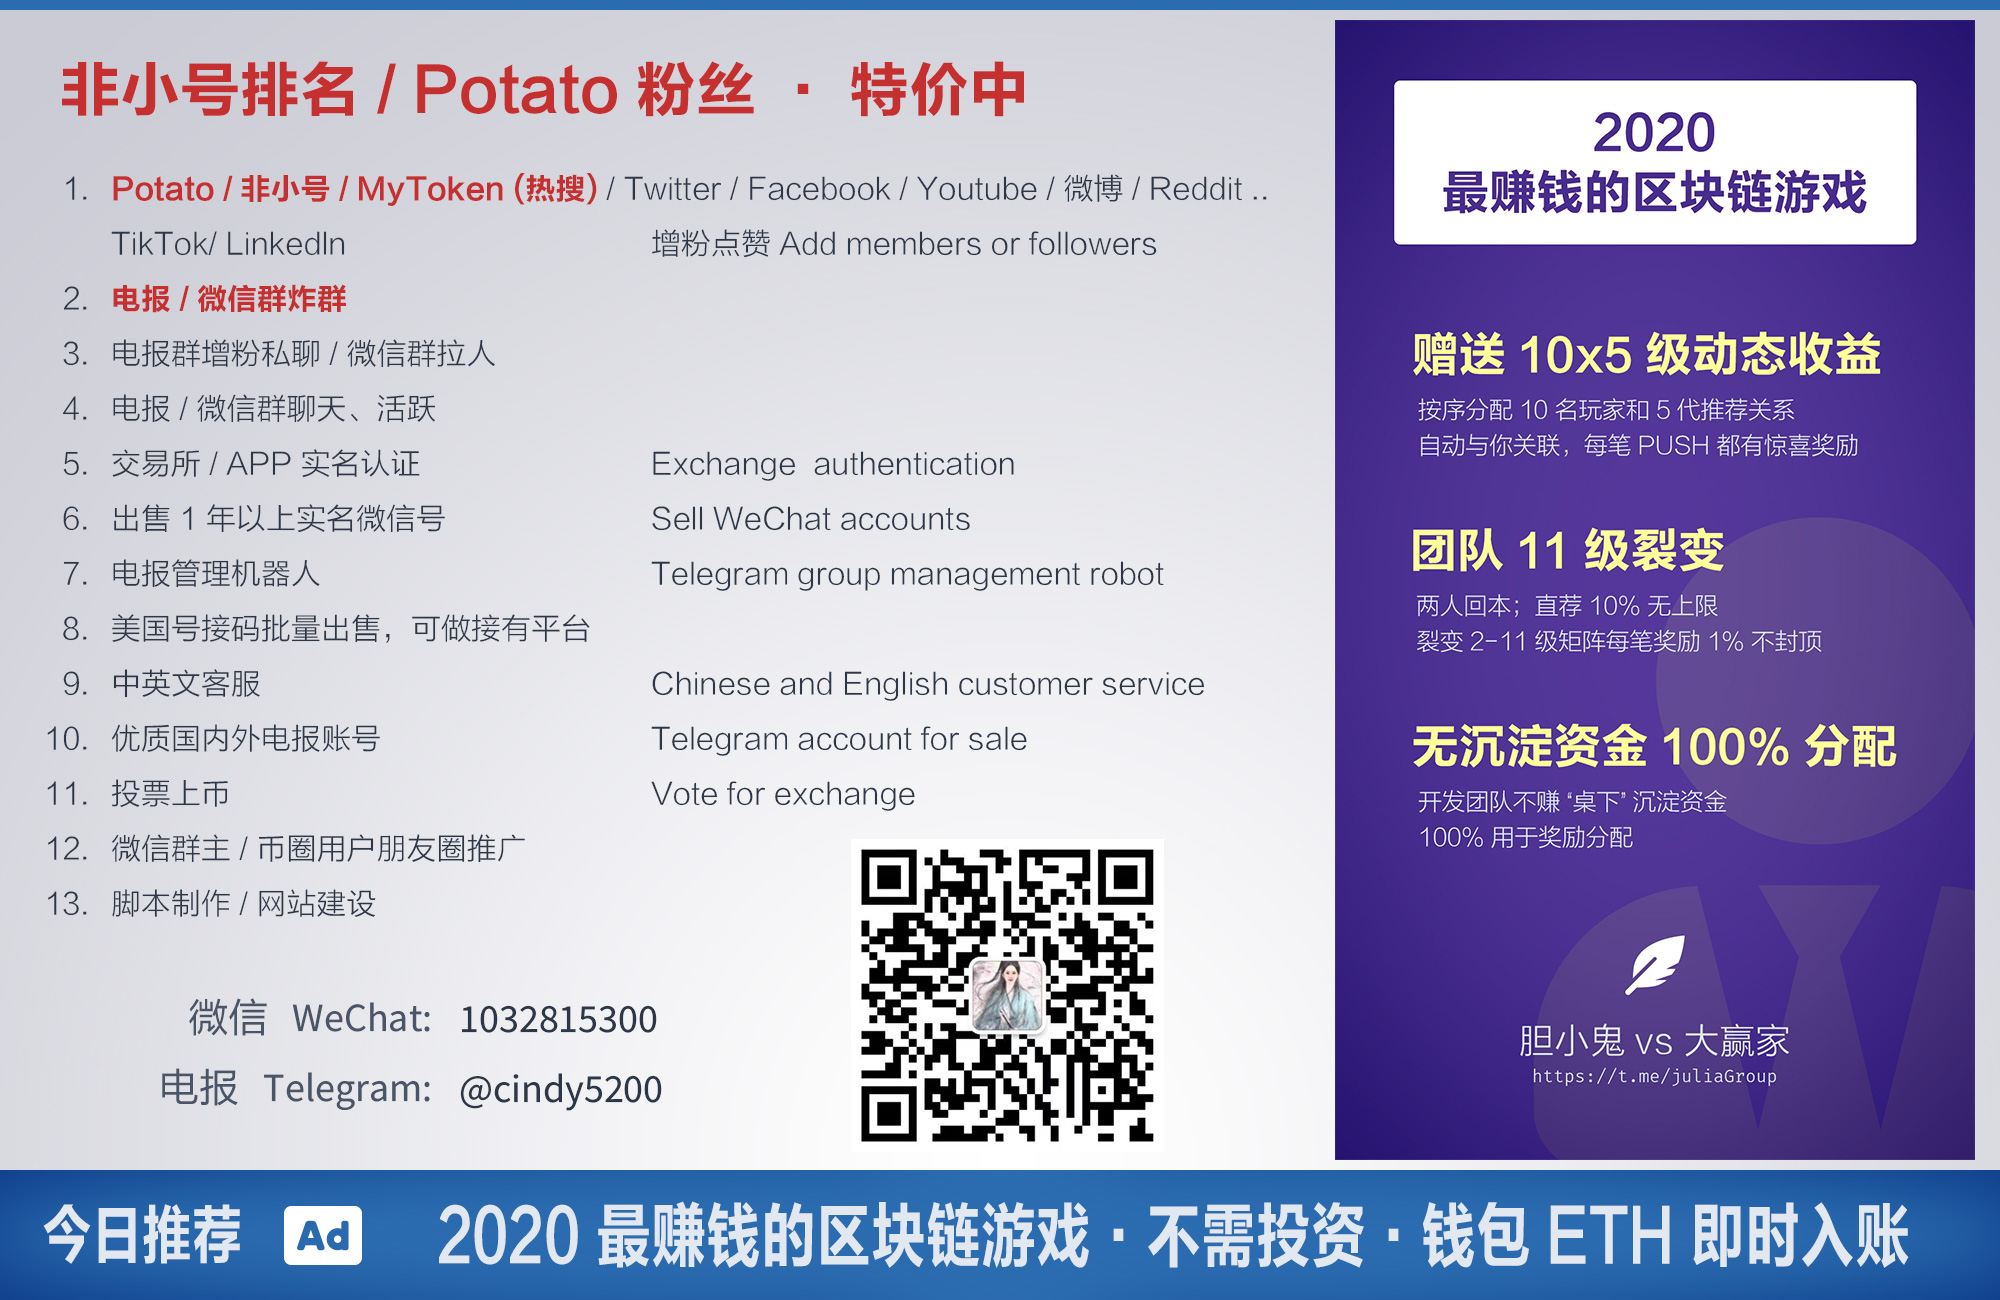 非小号排名 / Potato 粉丝 · 特价中
1. Potato / 非小号 / MyToken (热搜) / Twitter / Facebook / Youtube / 微博 / Reddit ..
TikTok/ LinkedIn 增粉点赞 Add members or followers
2. 电报 / 微信群炸群
3. 电报群增粉私聊 / 微信群拉人
4. 电报 / 微信群聊天、活跃
5. 交易所 / APP 实名认证 Exchange authentication
6. 出售 1 年以上实名微信号 Sell WeChat accounts
7. 电报管理机器人 Telegram group management robot
8. 美国号接码批量出售，可做接有平台
9. 中英文客服 Chinese and English customer service
10. 优质国内外电报账号 Telegram account for sale
11. 投票上币 Vote for exchange
12. 微信群主 / 币圈用户朋友圈推广
13. 脚本制作 / 网站建设
微信 WeChat: 1032815300
电报 Telegram: @cindy5200
2020
最赚钱的区块链游戏
赠送 10x5 级动态收益
按序分配 10 名玩家和 5 代推荐关系
自动与你关联，每笔 PUSH 都有惊喜奖励
团队 11 级裂变
两人回本；直荐 10% 无上限
裂变 2-11 级矩阵每笔奖励 1% 不封顶
无沉淀资金 100% 分配
开发团队不赚 “桌下” 沉淀资金
100% 用于奖励分配
胆小鬼 vs 大赢家
https://t.me/juliaGroup
今日推荐 Ad 2020 最赚钱的区块链游戏 · 不需投资 · 钱包 ETH 即时入账